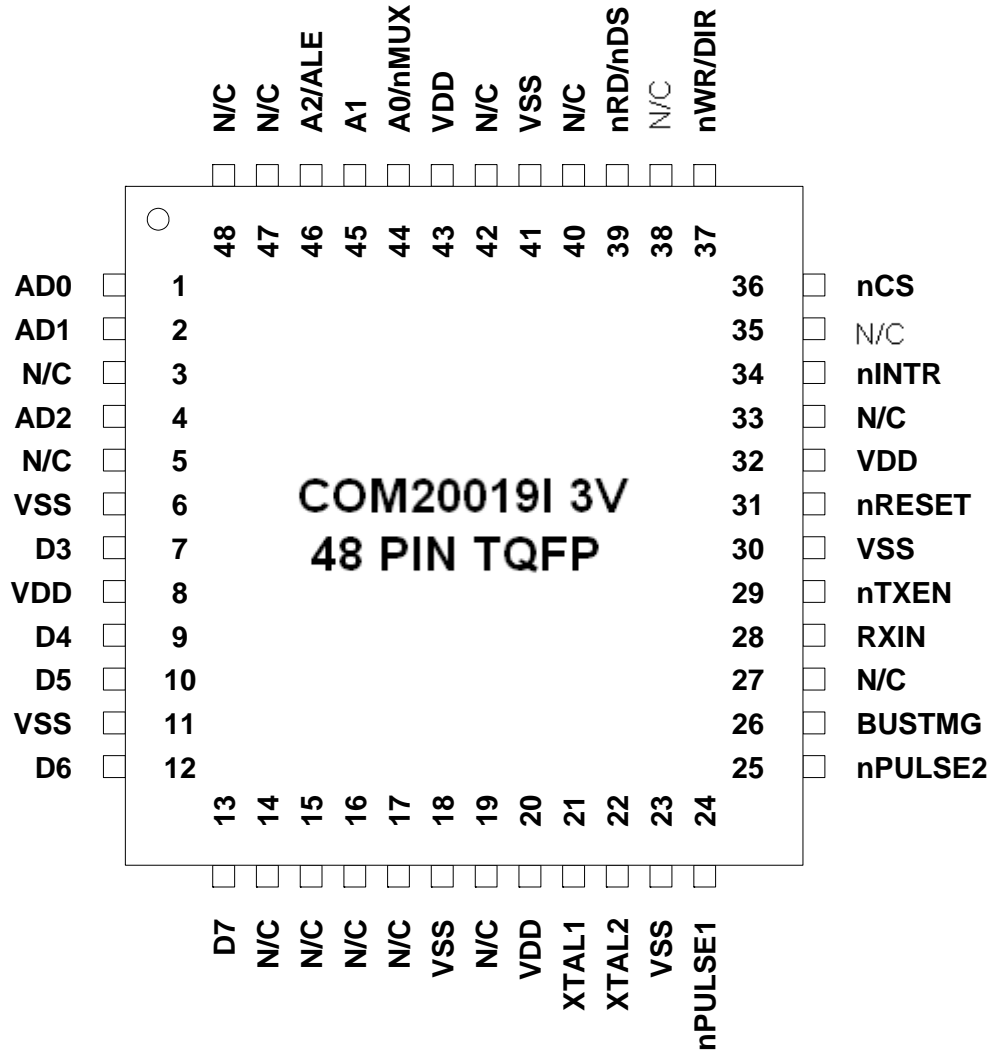 N/C
N/C
A2/ALE
A1
A0/nMUX
VDD
N/C
VSS
N/C
nRD/nDS
N/C
nWR/DIR
48 47 46 45 44 43 42 41 40 39 38 37
AD0 1 36 nCS
AD1 2 35 N/C
N/C 3 34 nINTR
AD2 4 33 N/C
N/C 5 32 VDD
VSS 6 31 nRESET
D3 7 30 VSS
VDD 8 29 nTXEN
D4 9 28 RXIN
D5 10 27 N/C
VSS 11 26 BUSTMG
D6 12 25 nPULSE2
COM20019I 3V
48 PIN TQFP
13 14 15 16 17 18 19 20 21 22 23 24
D7
N/C
N/C
N/C
N/C
VSS
N/C
VDD
XTAL1
XTAL2
VSS
nPULSE1